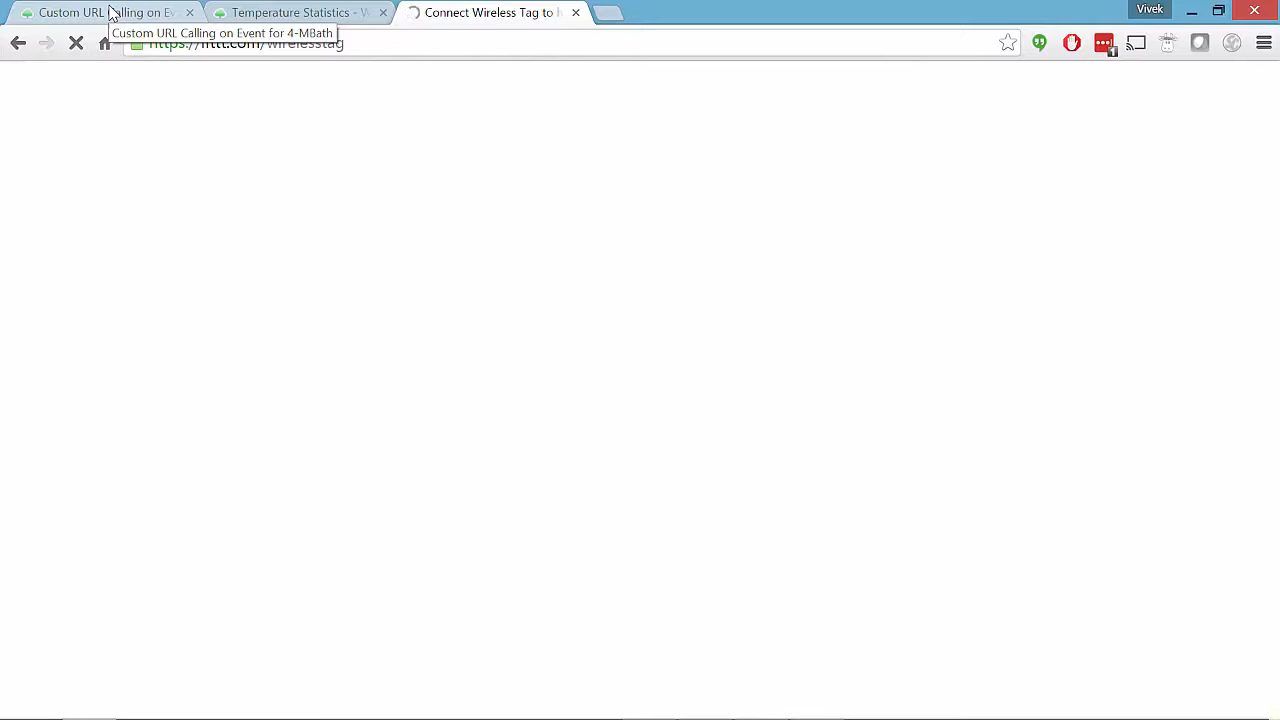 Custom URL Calling on Ev
Temperature Statistics - W
Connect Wireless Tag to
Vivek
Custom URL Calling on Event for 4-MBath
https://ifttt.com/wirelesstag